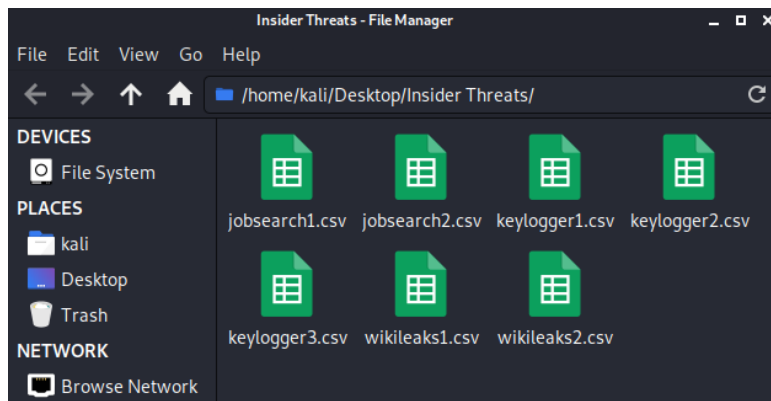 Insider Threats - File Manager
File Edit View Go Help
/home/kali/Desktop/Insider Threats/
DEVICES
File System
PLACES
kali
Desktop
Trash
NETWORK
Browse Network
jobsearch1.csv jobsearch2.csv keylogger1.csv keylogger2.csv
keylogger3.csv wikileaks1.csv wikileaks2.csv